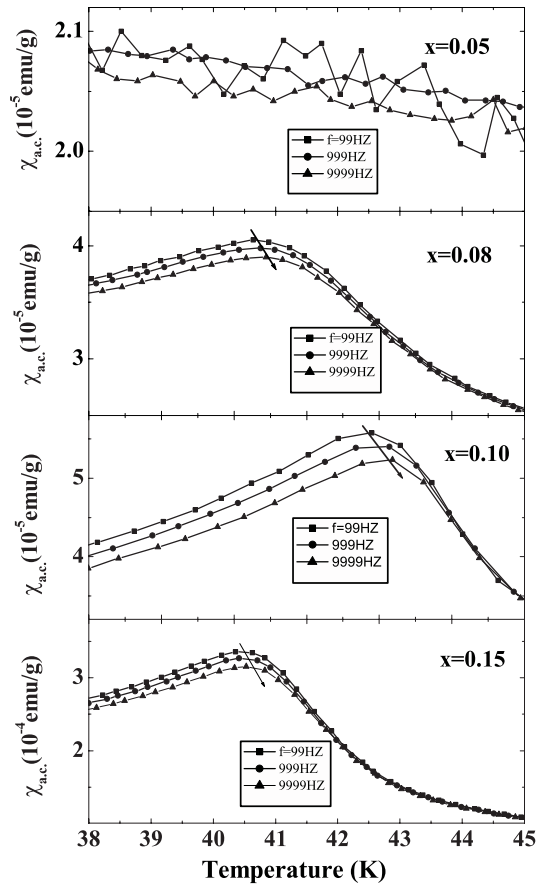 2.1
2.0
χa.c.(10-5emu/g)
x=0.05
f=99HZ
999HZ
9999HZ
4
3
χa.c.(10-5emu/g)
x=0.08
f=99HZ
999HZ
9999HZ
5
4
χa.c.(10-5emu/g)
x=0.10
f=99HZ
999HZ
9999HZ
3
2
χa.c.(10-4emu/g)
x=0.15
f=99HZ
999HZ
9999HZ
38 39 40 41 42 43 44 45
Temperature (K)